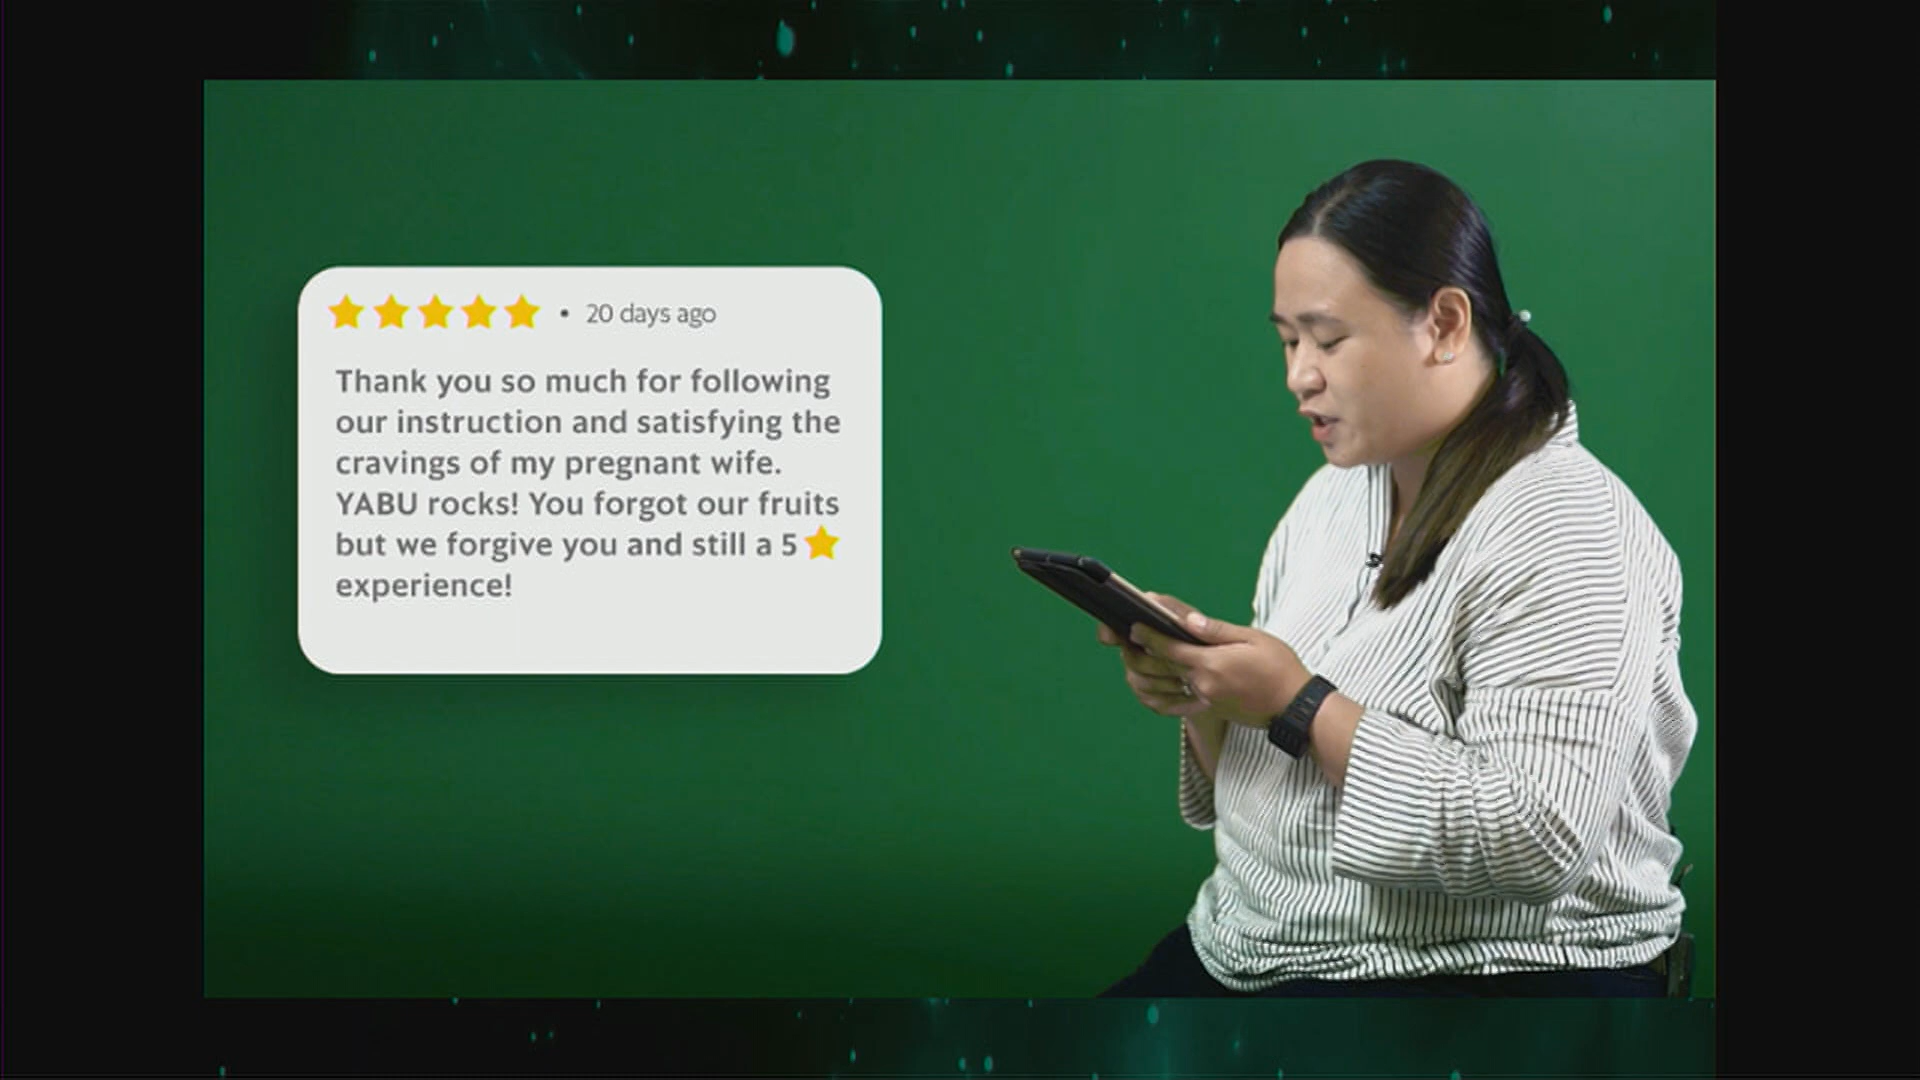 • 20 days ago
Thank you so much for following
our instruction and satisfying the
cravings of my pregnant wife.
YABU rocks! You forgot our fruits
but we forgive you and still a 5 ⭐
experience!